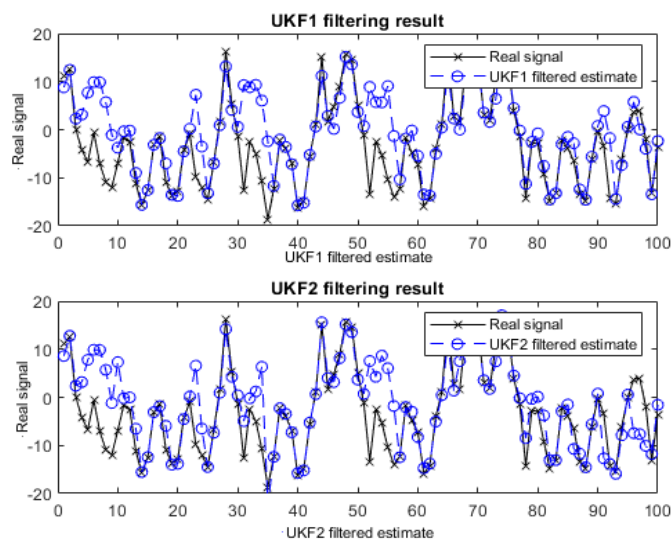 UKF1 filtering result
20
10
0
-10
-20
Real signal
Real signal
UKF1 filtered estimate
0 10 20 30 40 50 60 70 80 90 100
UKF1 filtered estimate
UKF2 filtering result
20
10
0
-10
-20
Real signal
Real signal
UKF2 filtered estimate
0 10 20 30 40 50 60 70 80 90 100
UKF2 filtered estimate